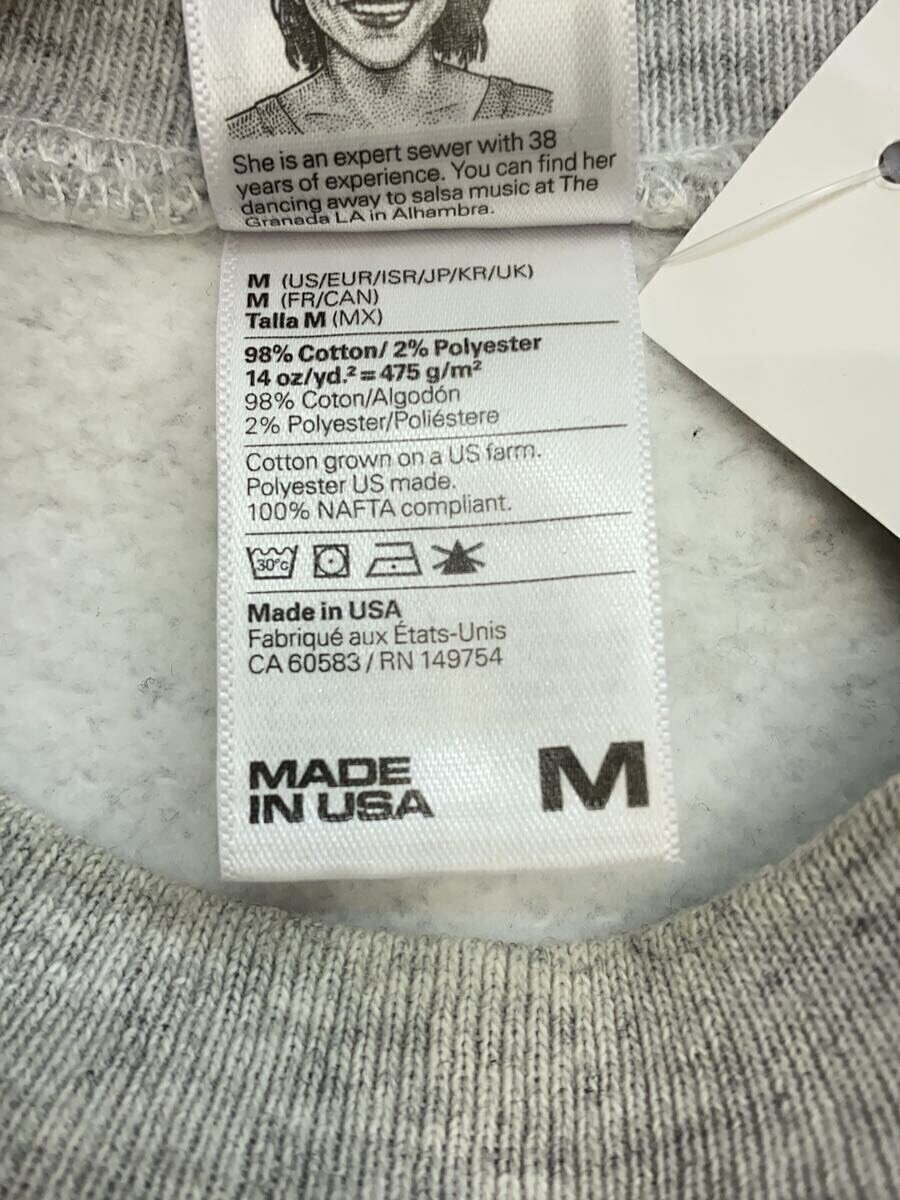 She is an expert sewer with 38
years of experience. You can find her
dancing away to salsa music at The
Granada LA in Alhambra.
M (US/EUR/ISR/JP/KR/UK)
M (FR/CAN)
Talla M (MX)
98% Cotton/ 2% Polyester
14 oz/yd.² = 475 g/m²
98% Coton/Algodón
2% Polyester/Poliéstere
Cotton grown on a US farm.
Polyester US made.
100% NAFTA compliant.
30°c
Made in USA
Fabriqué aux États-Unis
CA 60583 / RN 149754
MADE
IN USA
M